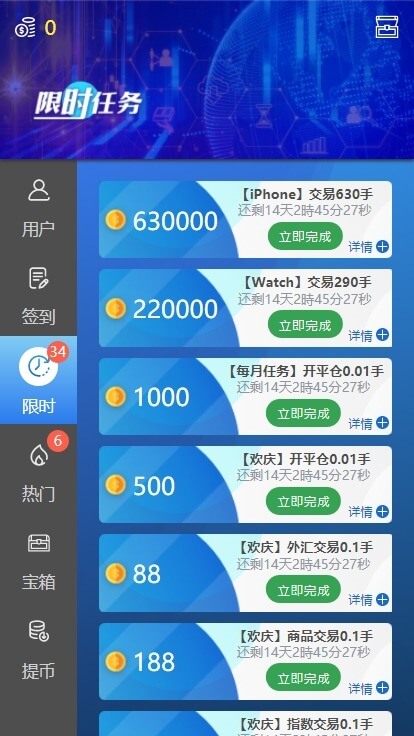 0
限时任务
用户
签到
34
限时
6
热门
宝箱
提币
630000
【iPhone】交易630手
还剩14天2時45分27秒
立即完成
详情
220000
【Watch】交易290手
还剩14天2時45分27秒
立即完成
详情
1000
【每月任务】开平仓0.01手
还剩14天2時45分27秒
立即完成
详情
500
【欢庆】开平仓0.01手
还剩14天2時45分27秒
立即完成
详情
88
【欢庆】外汇交易0.1手
还剩14天2時45分27秒
立即完成
详情
188
【欢庆】商品交易0.1手
还剩14天2時45分27秒
立即完成
详情
【欢庆】指数交易0.1手